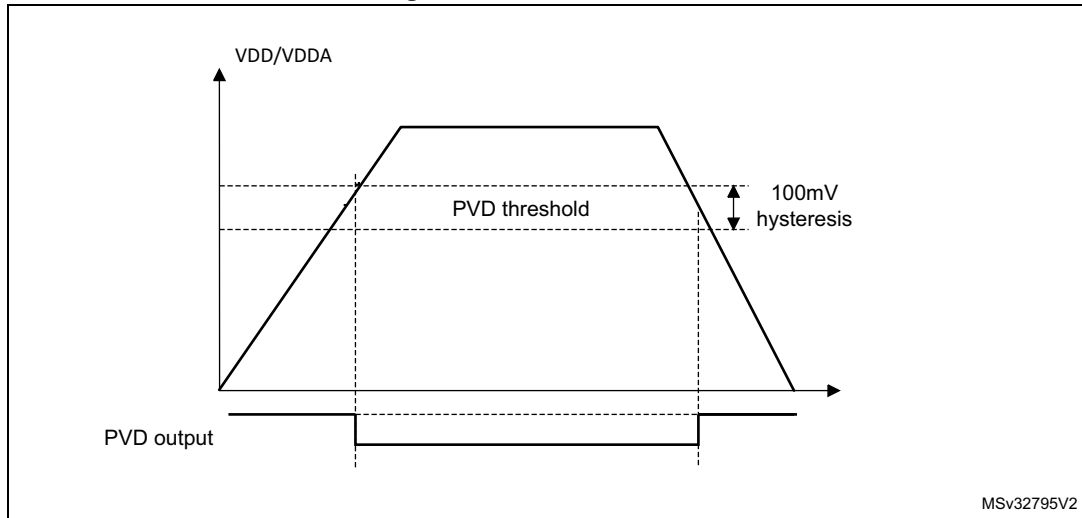 VDD/VDDA
PVD threshold
100mV
hysteresis
PVD output
MSv32795V2